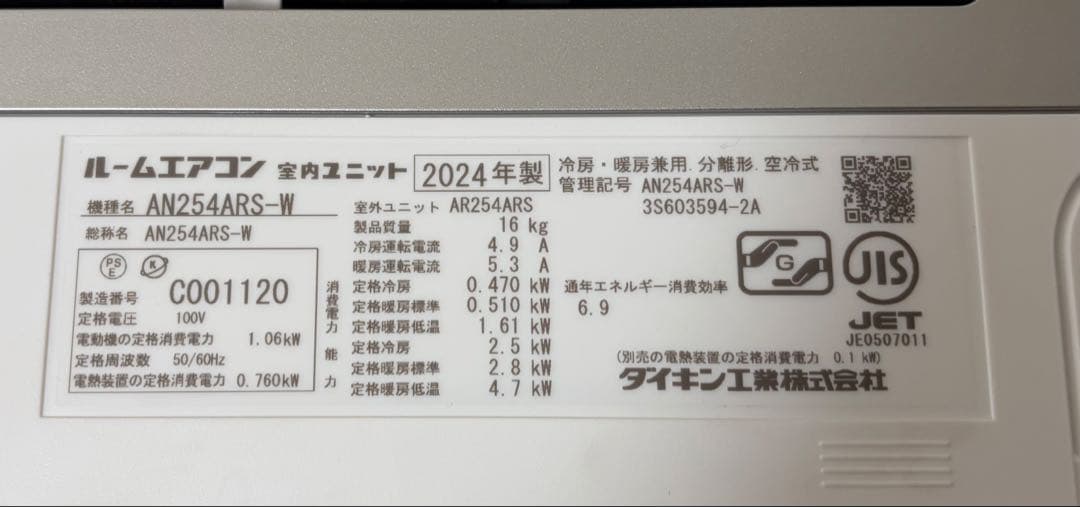 ルームエアコン 室内ユニット 2024年製
機種名 AN254ARS-W
総称名 AN254ARS-W
PSE K
製造番号 C001120
定格電圧 100V
電動機の定格消費電力 1.06kW
定格周波数 50/60Hz
電熱装置の定格消費電力 0.760kW
室外ユニット AR254ARS
製品質量 16 kg
冷房運転電流 4.9 A
暖房運転電流 5.3 A
消費電力
定格冷房 0.470 kW
定格暖房標準 0.510 kW
定格暖房低温 1.61 kW
能力
定格冷房 2.5 kW
定格暖房標準 2.8 kW
定格暖房低温 4.7 kW
冷房・暖房兼用. 分離形. 空冷式
管理記号 AN254ARS-W
3S603594-2A
通年エネルギー消費効率
6.9
G
JIS
JET
JE0507011
(別売の電熱装置の定格消費電力 0.1 kW)
ダイキン工業株式会社